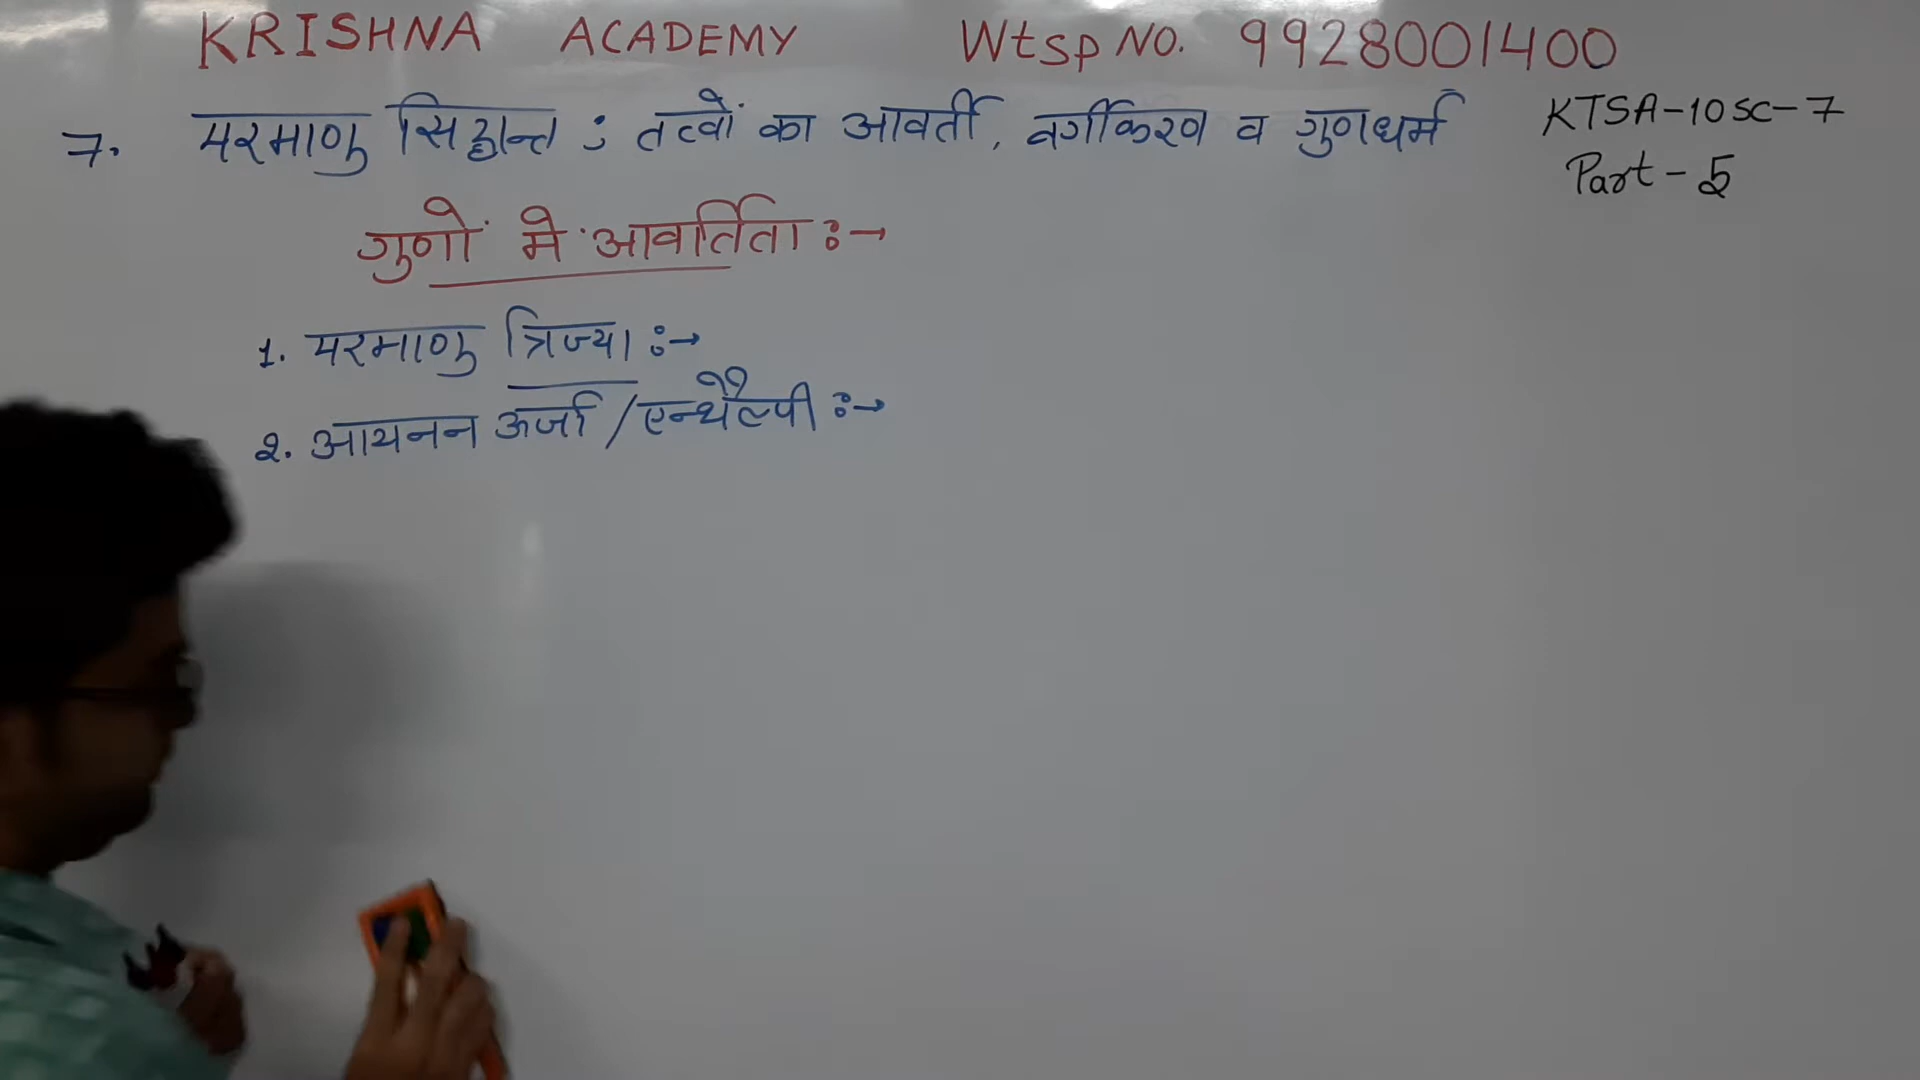 KRISHNA ACADEMY Wtsp NO. 9928001400
7. परमाणु सिद्धान्त : तत्वों का आवर्ती, वर्गीकरण व गुणधर्म
KTSA-10SC-7
Part-5
गुणों में आवर्तिता :→
1. परमाणु त्रिज्या :→
2. आयनन ऊर्जा / एन्थैल्पी :→